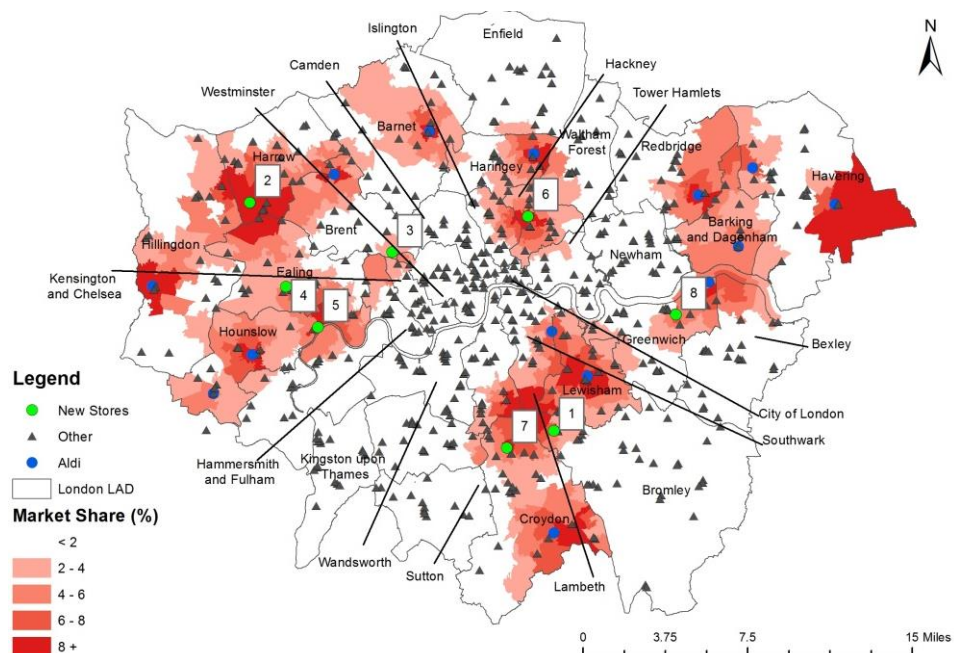 Islington
Enfield
N
Camden
Hackney
Westminster
Tower Hamlets
Barnet
Waltham
Forest
Redbridge
Harrow
Haringey
Havering
2
6
Barking
and Dagenham
Brent
3
Hillingdon
Newham
Ealing
Kensington
and Chelsea
4
5
8
Hounslow
Greenwich
Bexley
Legend
New Stores
Other
Aldi
London LAD
Lewisham
1
7
City of London
Southwark
Hammersmith
and Fulham
Kingston upon
Thames
Bromley
Croydon
Wandsworth
Sutton
Lambeth
Market Share (%)
< 2
2 - 4
4 - 6
6 - 8
8 +
0 3.75 7.5 15 Miles